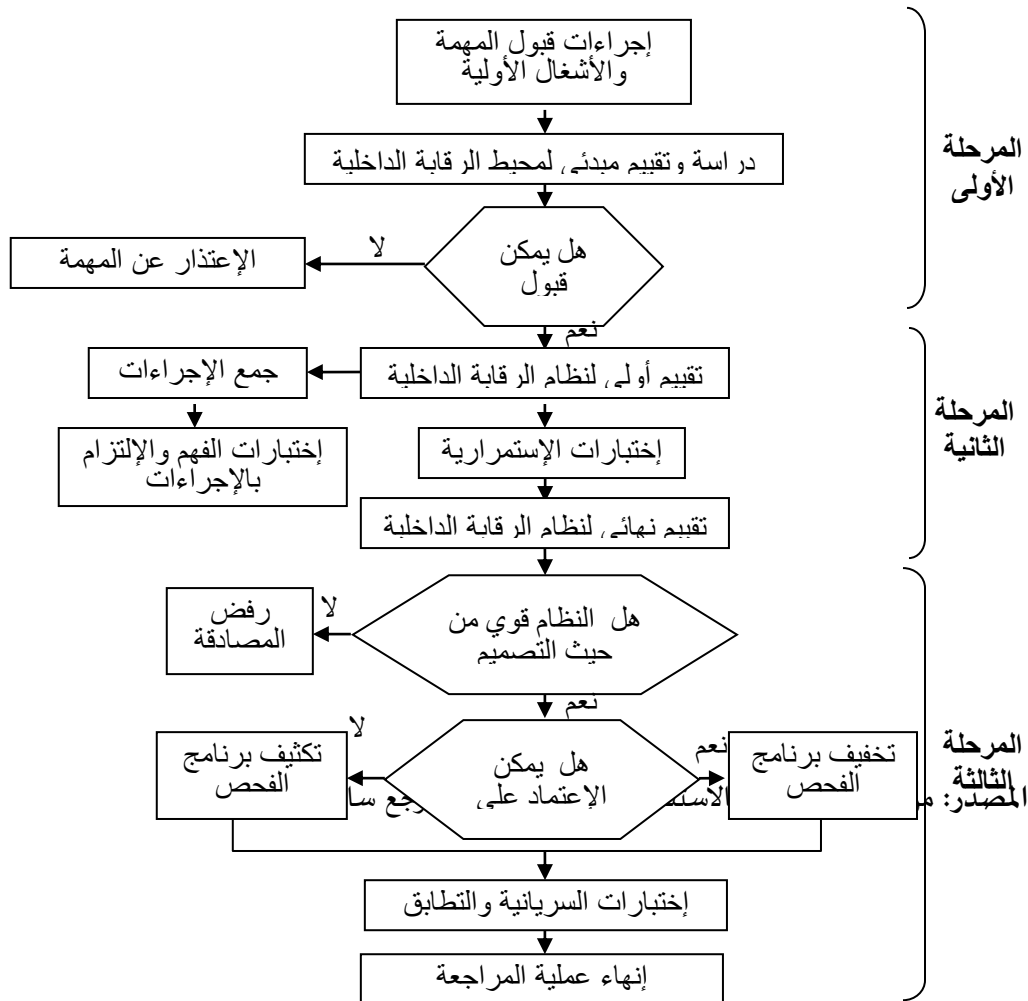 إجراءات قبول المهمة
والأشغال الأولية
المرحلة
الأولى
دراسة وتقييم مبدئي لمحيط الرقابة الداخلية
هل يمكن
قبول
لا
الإعتذار عن المهمة
نعم
المرحلة
الثانية
تقييم أولي لنظام الرقابة الداخلية
جمع الإجراءات
إختبارات الفهم والإلتزام
بالإجراءات
إختبارات الإستمرارية
تقييم نهائي لنظام الرقابة الداخلية
هل النظام قوي من
حيث التصميم
لا
رفض
المصادقة
نعم
المرحلة
الثالثة
هل يمكن
الإعتماد على
نعم
تخفيف برنامج
الفحص
لا
تكثيف برنامج
الفحص
المصدر:
إختبارات السريانية والتطابق
إنهاء عملية المراجعة